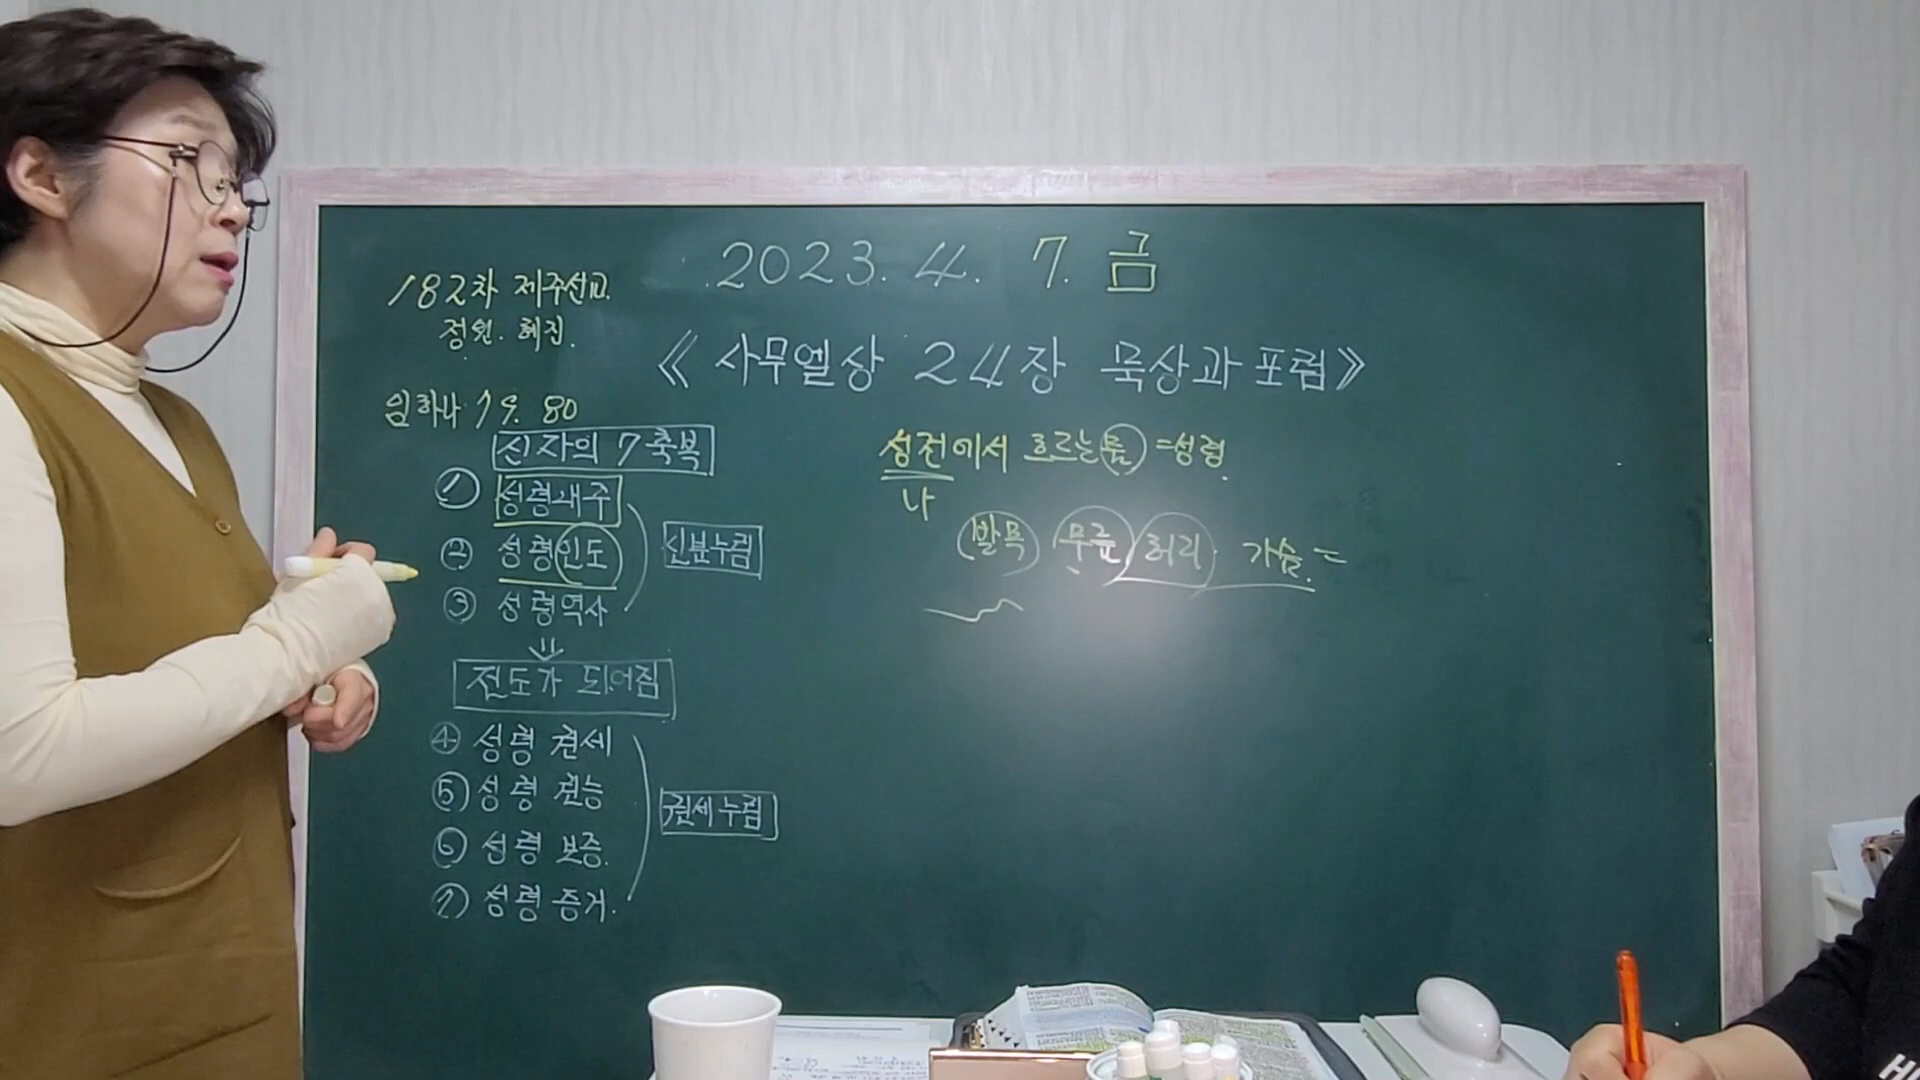 2023. 4. 7. 금
182차 제주선교
정원. 혜진.
《사무엘상 24장 묵상과 포럼》
임하나 79. 80
신자의 7축복
① 성령내주
② 성령인도
③ 성령역사
신분누림
⇓
전도가 되어짐
④ 성령 권세
⑤ 성령 권능
⑥ 성령 보증.
⑦ 성령 증거.
권세누림
성전에서 흐르는 물 = 성령.
나
발목 무릎 허리. 가슴. =